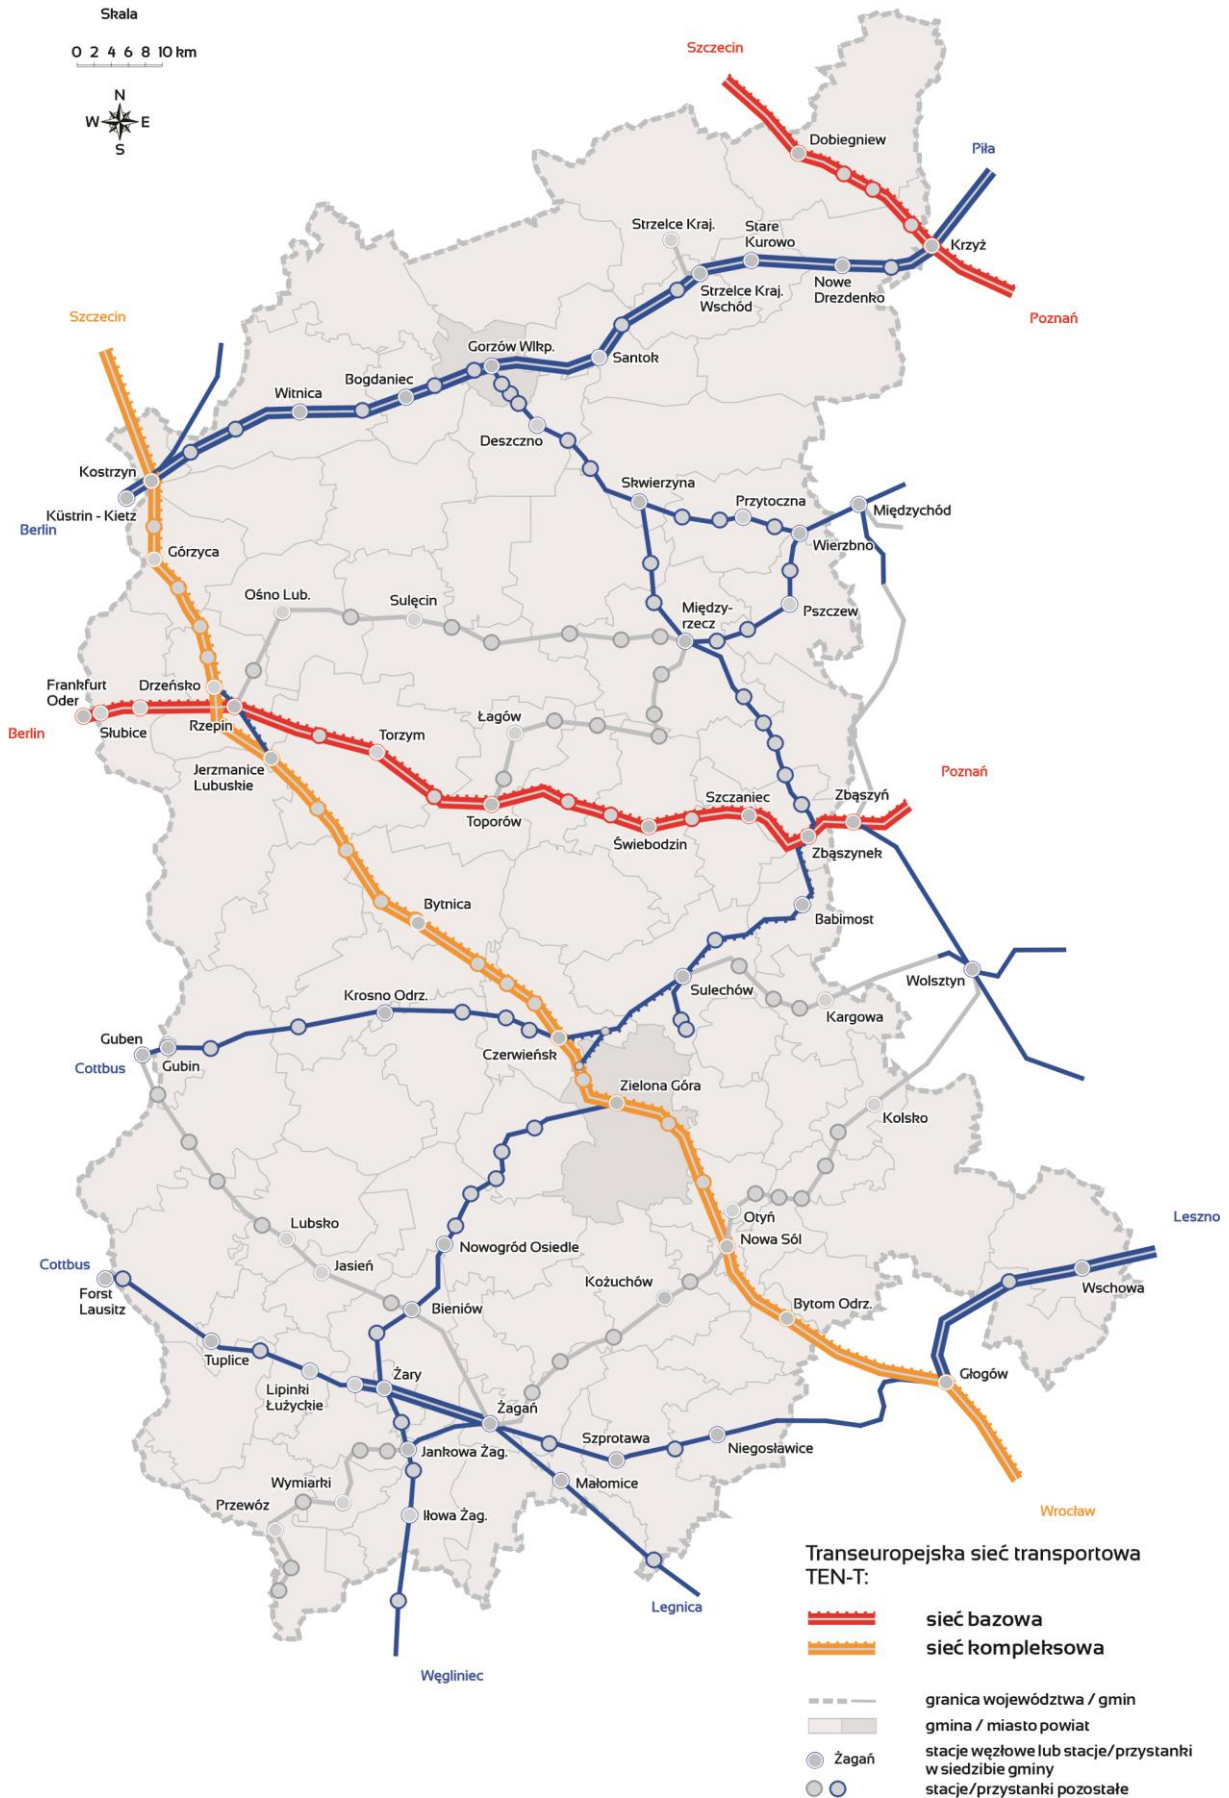 Skala
0 2 4 6 8 10 km
N
W E
S
Szczecin
Dobiegniew
Piła
Strzelce Kraj.
Stare
Kurowo
Krzyż
Strzelce Kraj.
Wschód
Nowe
Drezdenko
Poznań
Szczecin
Gorzów Wlkp.
Santok
Bogdaniec
Witnica
Deszczno
Kostrzyn
Skwierzyna
Przytoczna
Międzychód
Küstrin - Kietz
Berlin
Wierzbno
Górzyca
Ośno Lub.
Sulęcin
Między-
rzecz
Pszczew
Frankfurt
Oder
Drzeńsko
Berlin
Słubice
Rzepin
Łagów
Torzym
Jerzmanice
Lubuskie
Poznań
Szczaniec
Zbąszyń
Toporów
Świebodzin
Zbąszynek
Bytnica
Babimost
Sulechów
Wolsztyn
Krosno Odrz.
Kargowa
Guben
Gubin
Cottbus
Czerwieńsk
Zielona Góra
Kolsko
Otyń
Lubsko
Nowogród Osiedle
Nowa Sól
Leszno
Cottbus
Jasień
Kożuchów
Wschowa
Forst
Lausitz
Bieniów
Bytom Odrz.
Tuplice
Żary
Głogów
Lipinki
Łużyckie
Żagań
Szprotawa
Niegosławice
Jankowa Żag.
Wymiarki
Małomice
Przewóz
Iłowa Żag.
Wrocław
Legnica
Węgliniec
Transeuropejska sieć transportowa
TEN-T:
sieć bazowa
sieć kompleksowa
granica województwa / gmin
gmina / miasto powiat
Żagań
stacje węzłowe lub stacje/przystanki
w siedzibie gminy
stacje/przystanki pozostałe